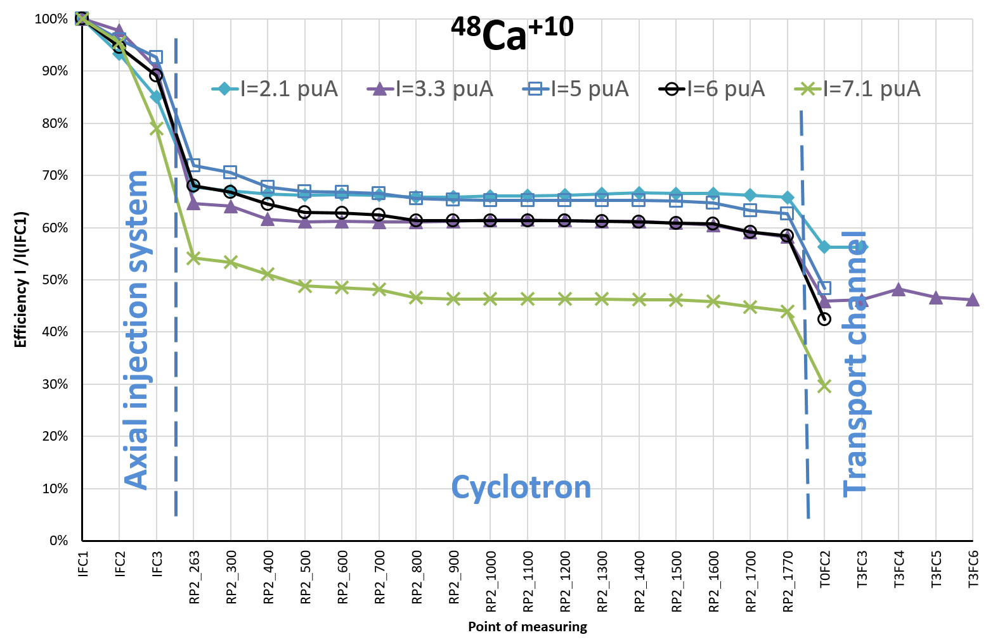 ⁴⁸Ca⁺¹⁰
100%
90%
80%
70%
60%
50%
40%
30%
20%
10%
0%
Efficiency I /I(IFC1)
I=2.1 puA
I=3.3 puA
I=5 puA
I=6 puA
I=7.1 puA
Axial injection system
Cyclotron
Transport channel
IFC1
IFC2
IFC3
RP2_263
RP2_300
RP2_400
RP2_500
RP2_600
RP2_700
RP2_800
RP2_900
RP2_1000
RP2_1100
RP2_1200
RP2_1300
RP2_1400
RP2_1500
RP2_1600
RP2_1700
RP2_1770
T0FC2
T3FC3
T3FC4
T3FC5
T3FC6
Point of measuring